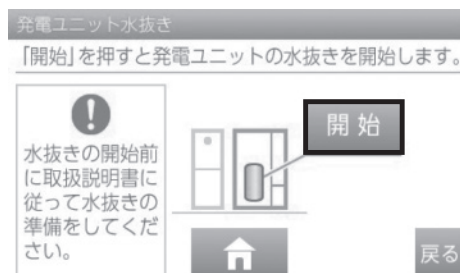 発電ユニット水抜き
「開始」を押すと発電ユニットの水抜きを開始します。
水抜きの開始前
に取扱説明書に
従って水抜きの
準備をしてくだ
さい。
開始
戻る